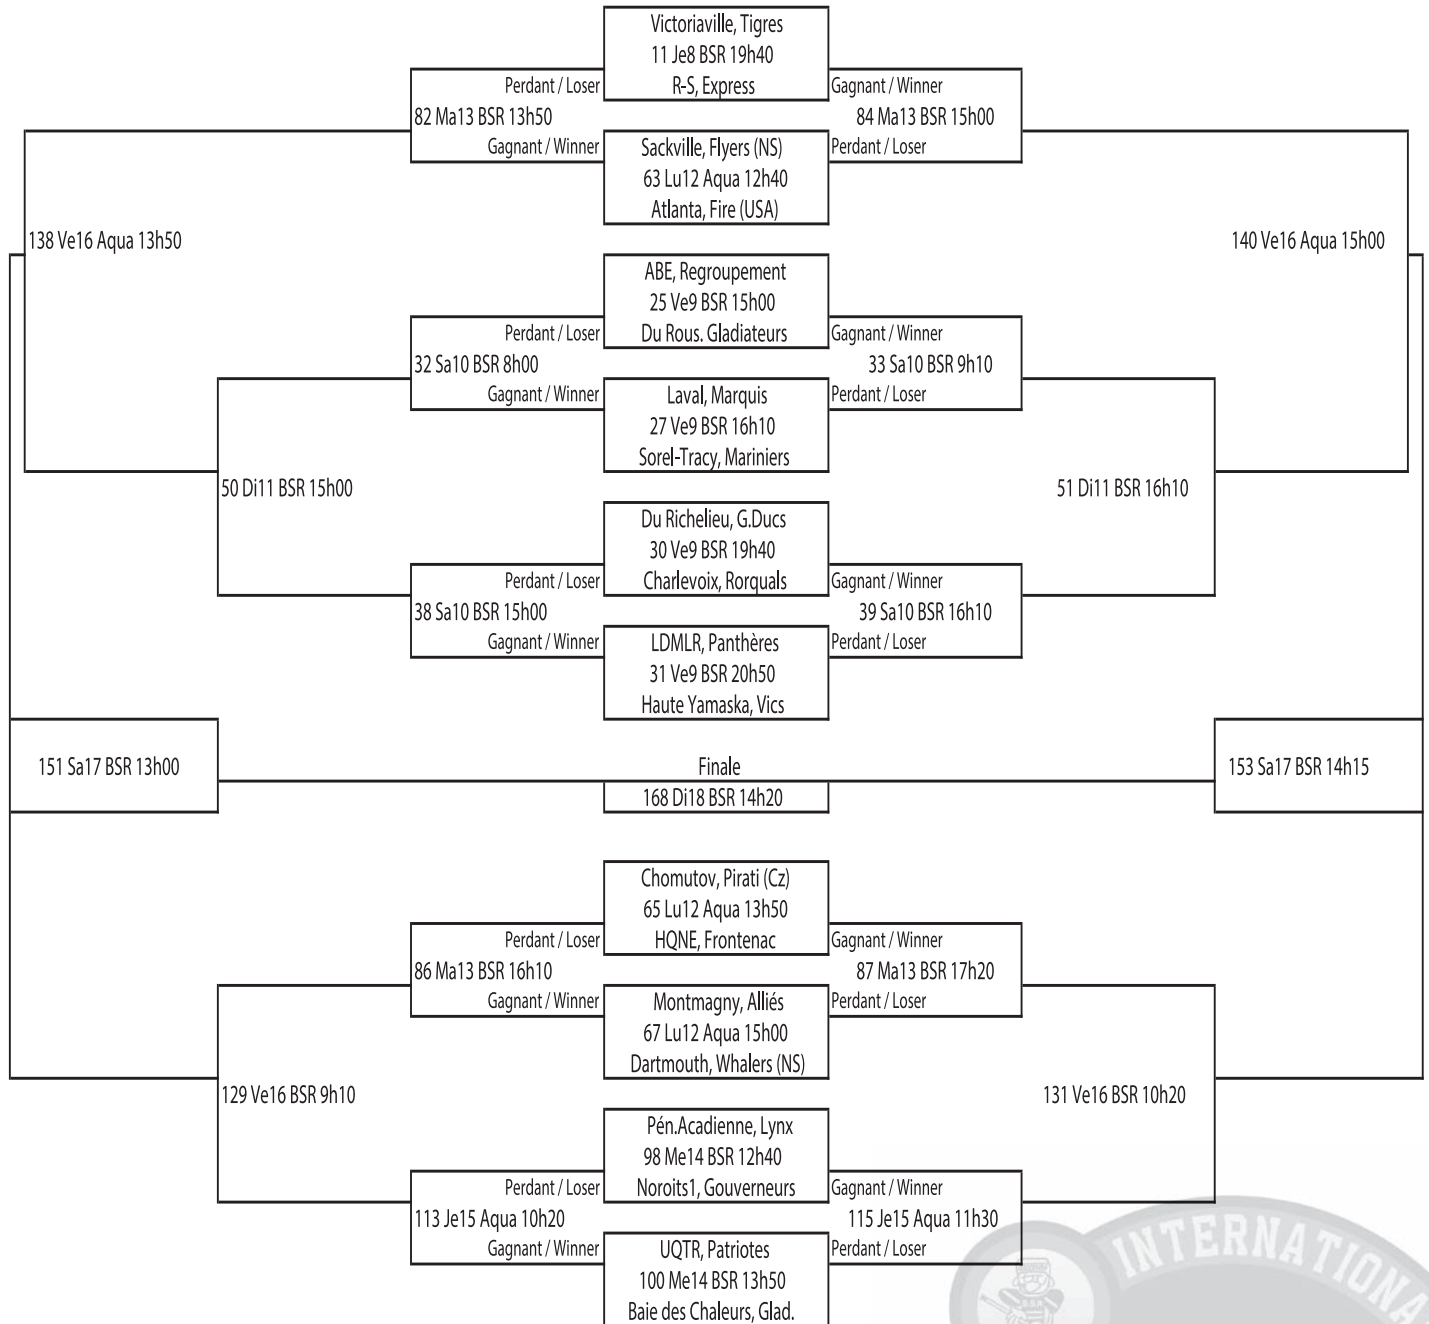 Victoriaville, Tigres
11 Je8 BSR 19h40
R-S, Express
Perdant / Loser
Gagnant / Winner
82 Ma13 BSR 13h50
84 Ma13 BSR 15h00
Gagnant / Winner
Perdant / Loser
Sackville, Flyers (NS)
63 Lu12 Aqua 12h40
Atlanta, Fire (USA)
138 Ve16 Aqua 13h50
140 Ve16 Aqua 15h00
ABE, Regroupement
25 Ve9 BSR 15h00
Du Rous. Gladiateurs
Perdant / Loser
Gagnant / Winner
32 Sa10 BSR 8h00
33 Sa10 BSR 9h10
Gagnant / Winner
Perdant / Loser
Laval, Marquis
27 Ve9 BSR 16h10
Sorel-Tracy, Mariniers
50 Di11 BSR 15h00
51 Di11 BSR 16h10
Du Richelieu, G.Ducs
30 Ve9 BSR 19h40
Charlevoix, Rorquals
Perdant / Loser
Gagnant / Winner
38 Sa10 BSR 15h00
39 Sa10 BSR 16h10
Gagnant / Winner
Perdant / Loser
LDMLR, Panthères
31 Ve9 BSR 20h50
Haute Yamaska, Vics
151 Sa17 BSR 13h00
Finale
153 Sa17 BSR 14h15
168 Di18 BSR 14h20
Chomutov, Pirati (Cz)
65 Lu12 Aqua 13h50
HQNE, Frontenac
Perdant / Loser
Gagnant / Winner
86 Ma13 BSR 16h10
87 Ma13 BSR 17h20
Gagnant / Winner
Perdant / Loser
Montmagny, Alliés
67 Lu12 Aqua 15h00
Dartmouth, Whalers (NS)
129 Ve16 BSR 9h10
131 Ve16 BSR 10h20
Pén.Acadienne, Lynx
98 Me14 BSR 12h40
Noroits1, Gouverneurs
Perdant / Loser
Gagnant / Winner
113 Je15 Aqua 10h20
115 Je15 Aqua 11h30
Gagnant / Winner
Perdant / Loser
UQTR, Patriotes
100 Me14 BSR 13h50
Baie des Chaleurs, Glad.
INTERNATIONA